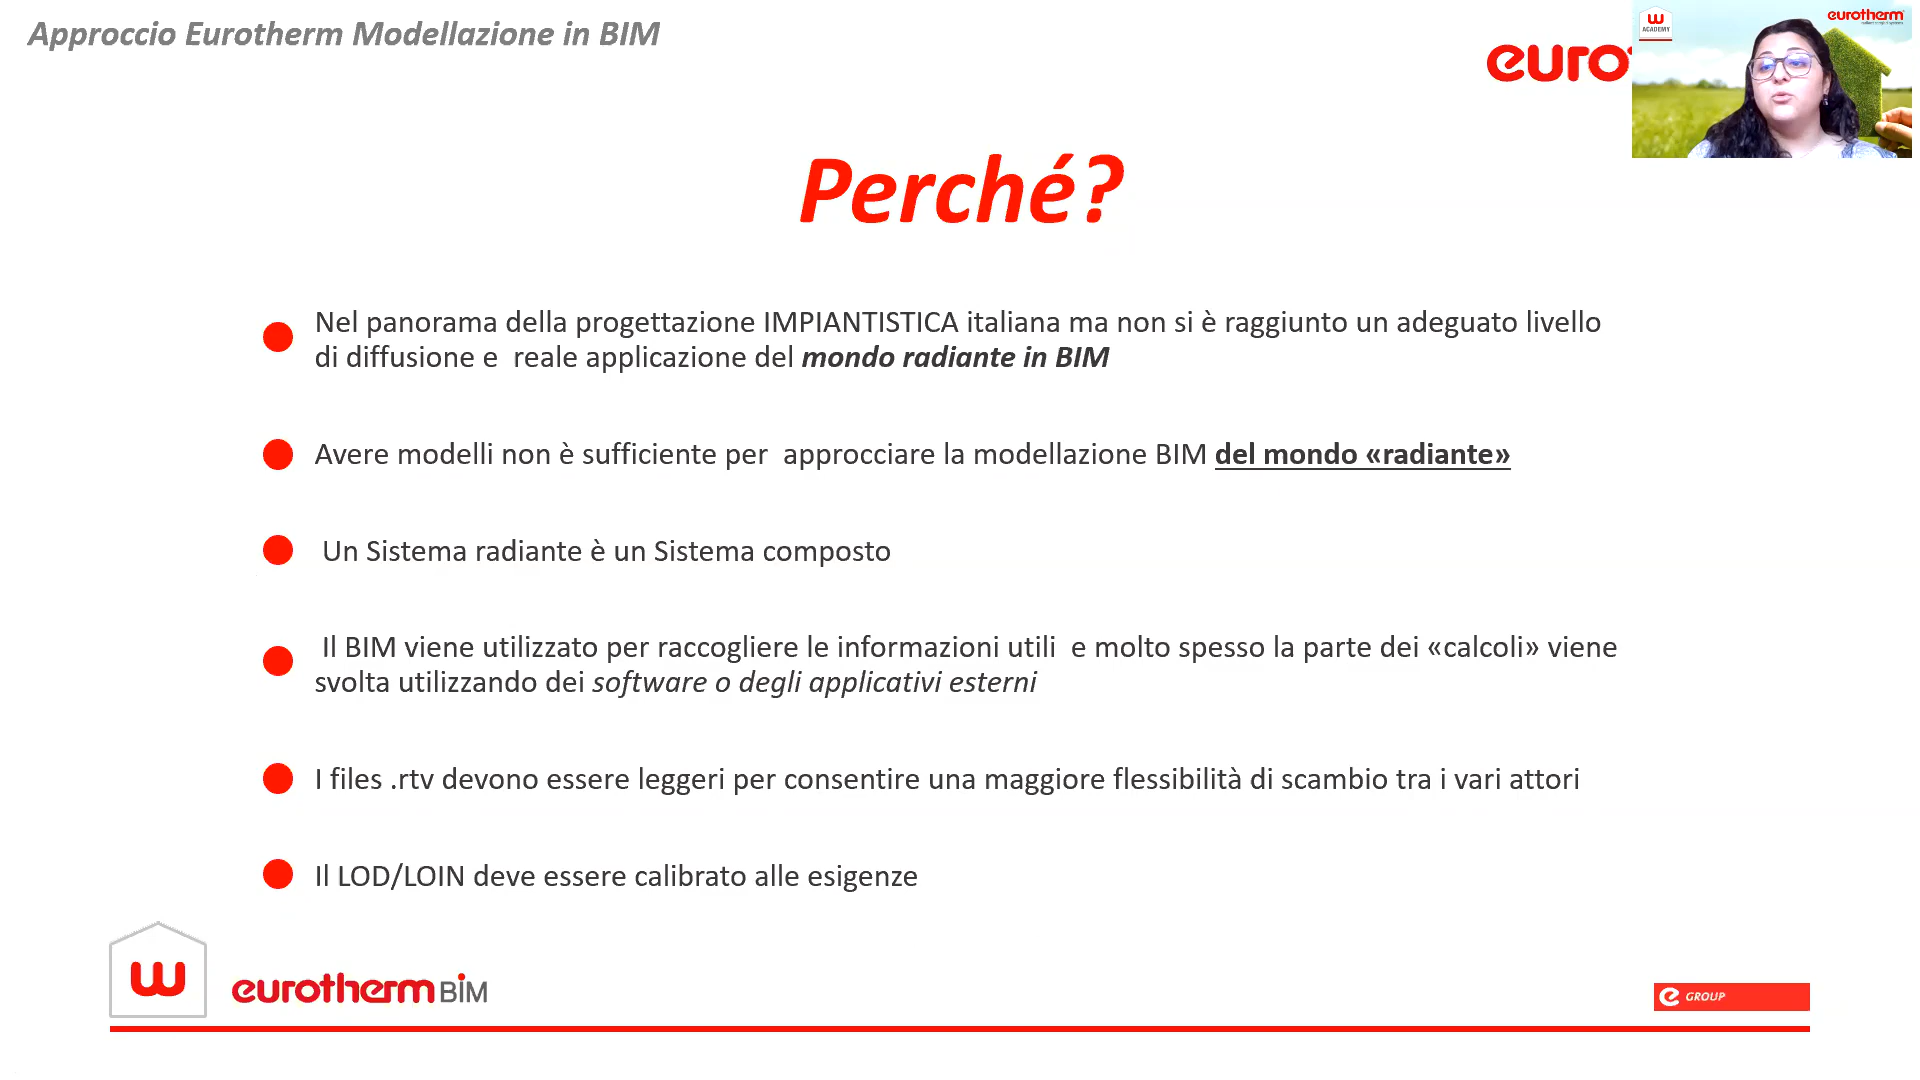 Approccio Eurotherm Modellazione in BIM
euro
W
ACADEMY
eurotherm
Perché?
Nel panorama della progettazione IMPIANTISTICA italiana ma non si è raggiunto un adeguato livello
di diffusione e  reale applicazione del mondo radiante in BIM
Avere modelli non è sufficiente per  approcciare la modellazione BIM del mondo «radiante»
Un Sistema radiante è un Sistema composto
Il BIM viene utilizzato per raccogliere le informazioni utili  e molto spesso la parte dei «calcoli» viene
svolta utilizzando dei software o degli applicativi esterni
I files .rtv devono essere leggeri per consentire una maggiore flessibilità di scambio tra i vari attori
Il LOD/LOIN deve essere calibrato alle esigenze
w
eurotherm BIM
e GROUP